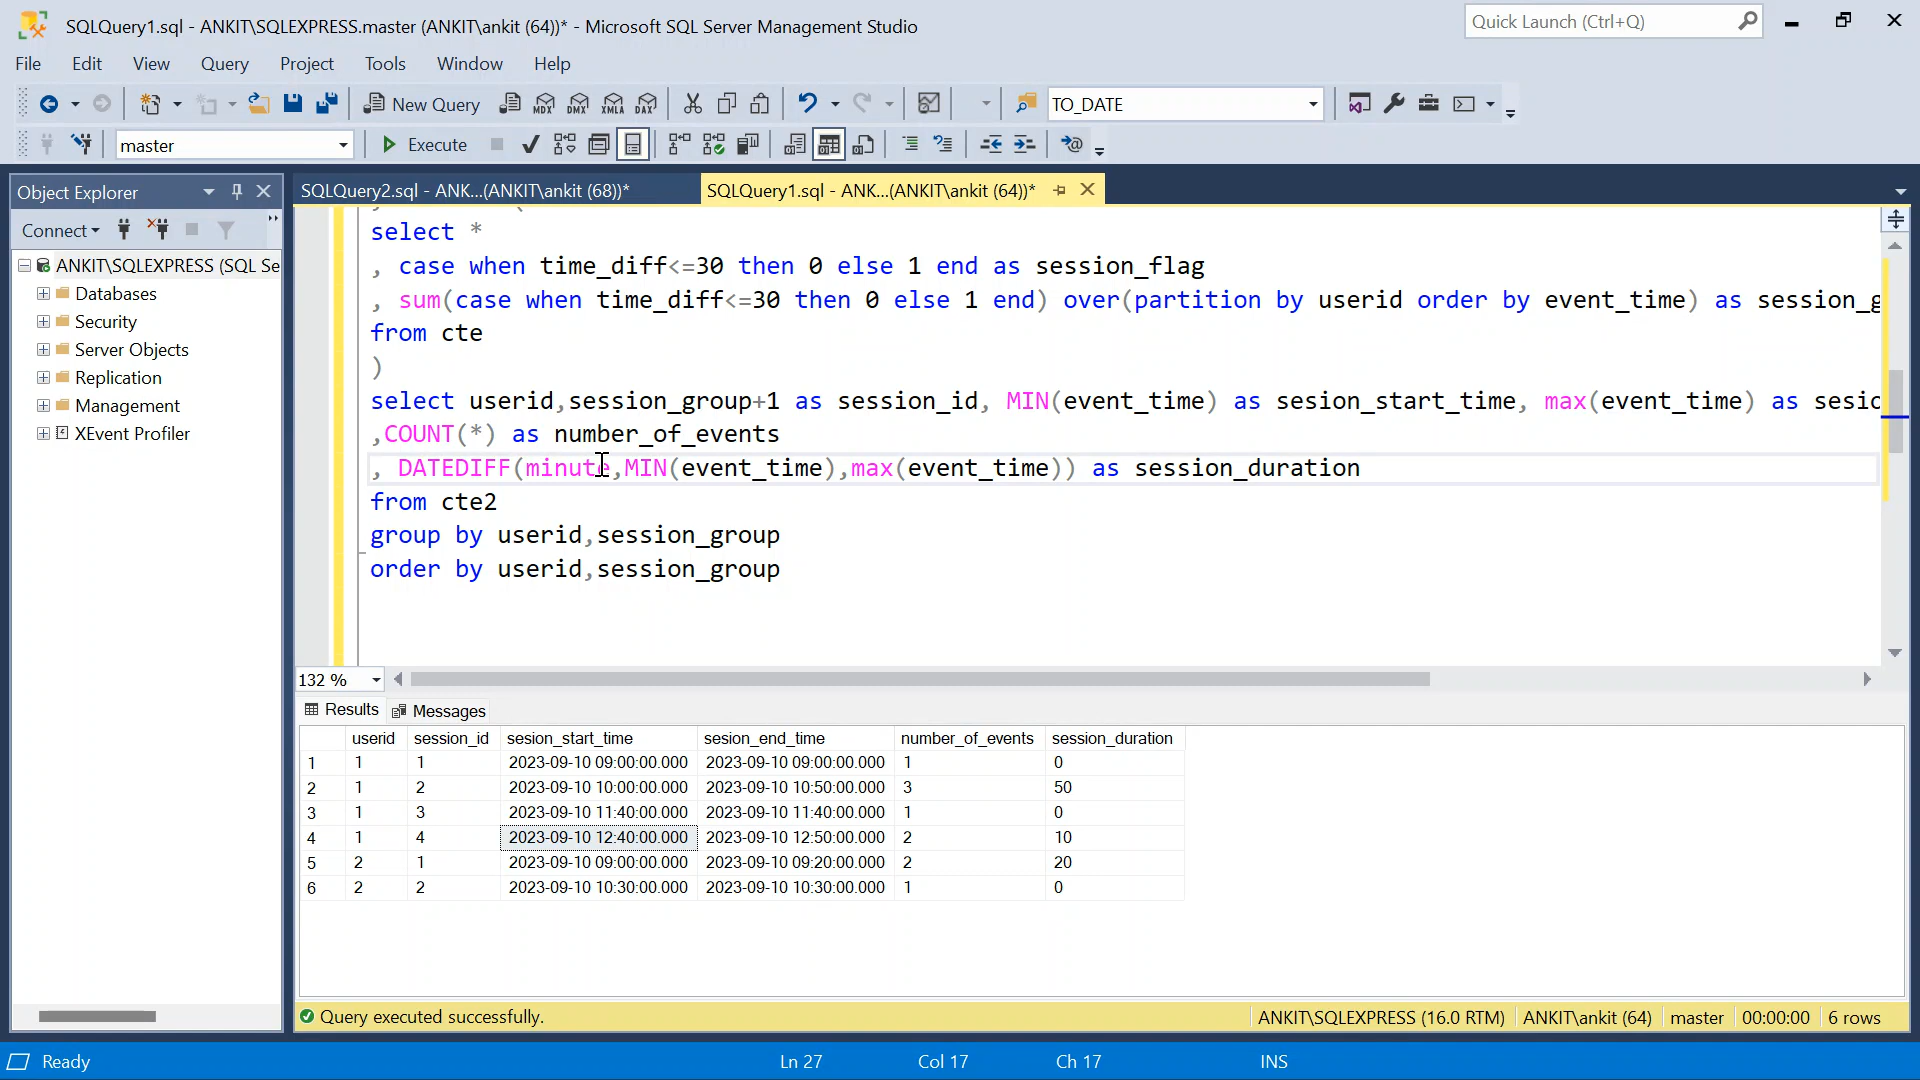 SQLQuery1.sql - ANKIT\SQLEXPRESS.master (ANKIT\ankit (64))* - Microsoft SQL Server Management Studio
Quick Launch (Ctrl+Q)
File Edit View Query Project Tools Window Help
New Query MDX DMX XMLA DAX TO_DATE
master Execute
Object Explorer
SQLQuery2.sql - ANK...(ANKIT\ankit (68))*
SQLQuery1.sql - ANK...(ANKIT\ankit (64))*
Connect
ANKIT\SQLEXPRESS (SQL Se
Databases
Security
Server Objects
Replication
Management
XEvent Profiler
select *
, case when time_diff<=30 then 0 else 1 end as session_flag
, sum(case when time_diff<=30 then 0 else 1 end) over(partition by userid order by event_time) as session_g
from cte
)
select userid,session_group+1 as session_id, MIN(event_time) as sesion_start_time, max(event_time) as sesio
,COUNT(*) as number_of_events
, DATEDIFF(minute,MIN(event_time),max(event_time)) as session_duration
from cte2
group by userid,session_group
order by userid,session_group
132 %
Results Messages
userid session_id sesion_start_time sesion_end_time number_of_events session_duration
1 1 1 2023-09-10 09:00:00.000 2023-09-10 09:00:00.000 1 0
2 1 2 2023-09-10 10:00:00.000 2023-09-10 10:50:00.000 3 50
3 1 3 2023-09-10 11:40:00.000 2023-09-10 11:40:00.000 1 0
4 1 4 2023-09-10 12:40:00.000 2023-09-10 12:50:00.000 2 10
5 2 1 2023-09-10 09:00:00.000 2023-09-10 09:20:00.000 2 20
6 2 2 2023-09-10 10:30:00.000 2023-09-10 10:30:00.000 1 0
Query executed successfully. ANKIT\SQLEXPRESS (16.0 RTM) ANKIT\ankit (64) master 00:00:00 6 rows
Ready Ln 27 Col 17 Ch 17 INS